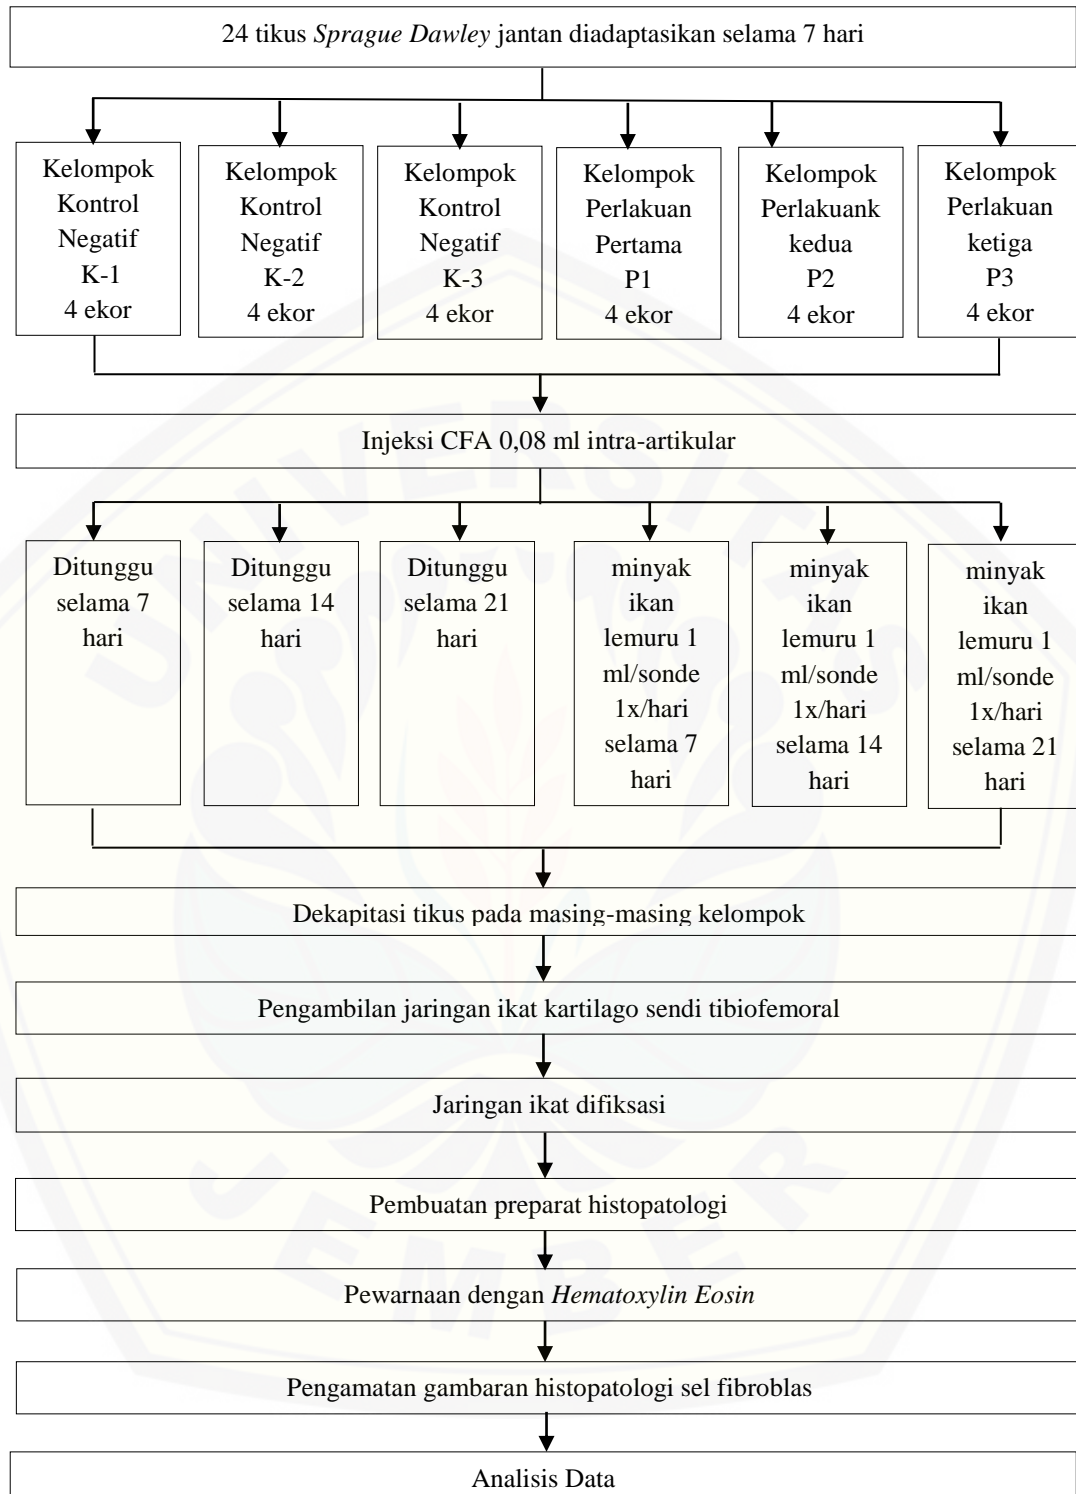 24 tikus Sprague Dawley jantan diadaptasikan selama 7 hari
Kelompok
Kontrol
Negatif
K-1
4 ekor
Kelompok
Kontrol
Negatif
K-2
4 ekor
Kelompok
Kontrol
Negatif
K-3
4 ekor
Kelompok
Perlakuan
Pertama
P1
4 ekor
Kelompok
Perlakuank
kedua
P2
4 ekor
Kelompok
Perlakuan
ketiga
P3
4 ekor
Injeksi CFA 0,08 ml intra-artikular
Ditunggu
selama 7
hari
Ditunggu
selama 14
hari
Ditunggu
selama 21
hari
minyak
ikan
lemuru 1
ml/sonde
1x/hari
selama 7
hari
minyak
ikan
lemuru 1
ml/sonde
1x/hari
selama 14
hari
minyak
ikan
lemuru 1
ml/sonde
1x/hari
selama 21
hari
Dekapitasi tikus pada masing-masing kelompok
Pengambilan jaringan ikat kartilago sendi tibiofemoral
Jaringan ikat difiksasi
Pembuatan preparat histopatologi
Pewarnaan dengan Hematoxylin Eosin
Pengamatan gambaran histopatologi sel fibroblas
Analisis Data
UNIVERSITAS
JEMBER